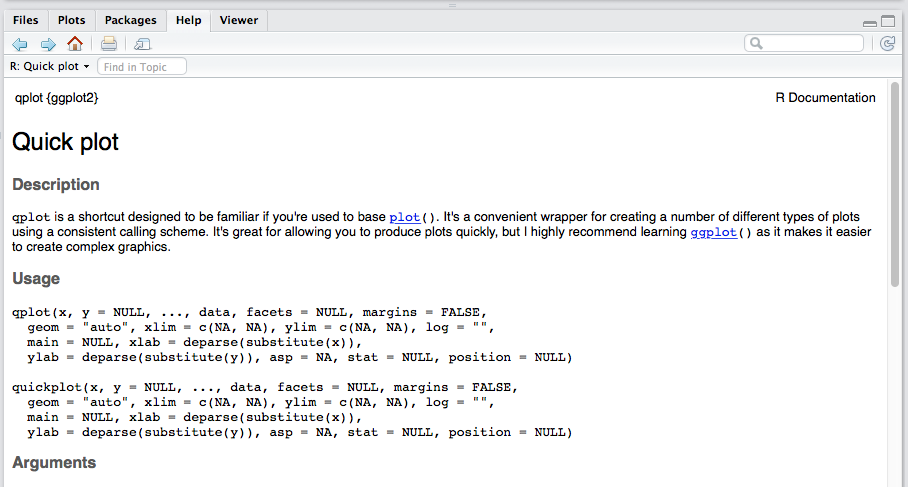 Files Plots Packages Help Viewer
R: Quick plot Find in Topic
qplot {ggplot2} R Documentation
Quick plot
Description
qplot is a shortcut designed to be familiar if you're used to base plot(). It's a convenient wrapper for creating a number of different types of plots
using a consistent calling scheme. It's great for allowing you to produce plots quickly, but I highly recommend learning ggplot() as it makes it easier
to create complex graphics.
Usage
qplot(x, y = NULL, ..., data, facets = NULL, margins = FALSE,
geom = "auto", xlim = c(NA, NA), ylim = c(NA, NA), log = "",
main = NULL, xlab = deparse(substitute(x)),
ylab = deparse(substitute(y)), asp = NA, stat = NULL, position = NULL)
quickplot(x, y = NULL, ..., data, facets = NULL, margins = FALSE,
geom = "auto", xlim = c(NA, NA), ylim = c(NA, NA), log = "",
main = NULL, xlab = deparse(substitute(x)),
ylab = deparse(substitute(y)), asp = NA, stat = NULL, position = NULL)
Arguments